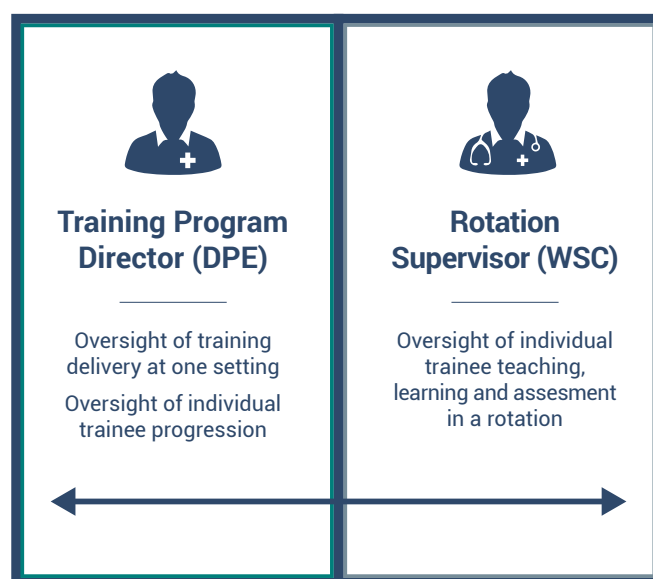 Training Program
Director (DPE)
Oversight of training
delivery at one setting
Oversight of individual
trainee progression
Rotation
Supervisor (WSC)
Oversight of individual
trainee teaching,
learning and assesment
in a rotation